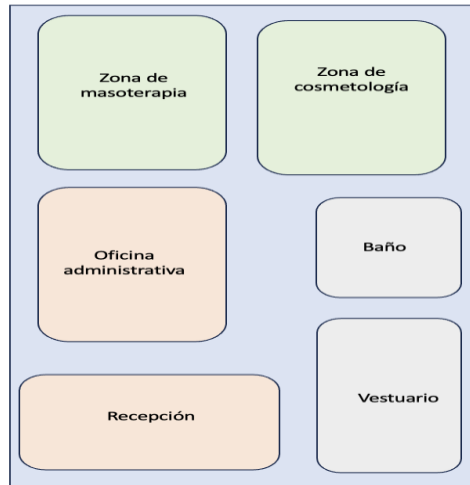 Zona de
masoterapia
Zona de
cosmetología
Oficina
administrativa
Baño
Recepción
Vestuario